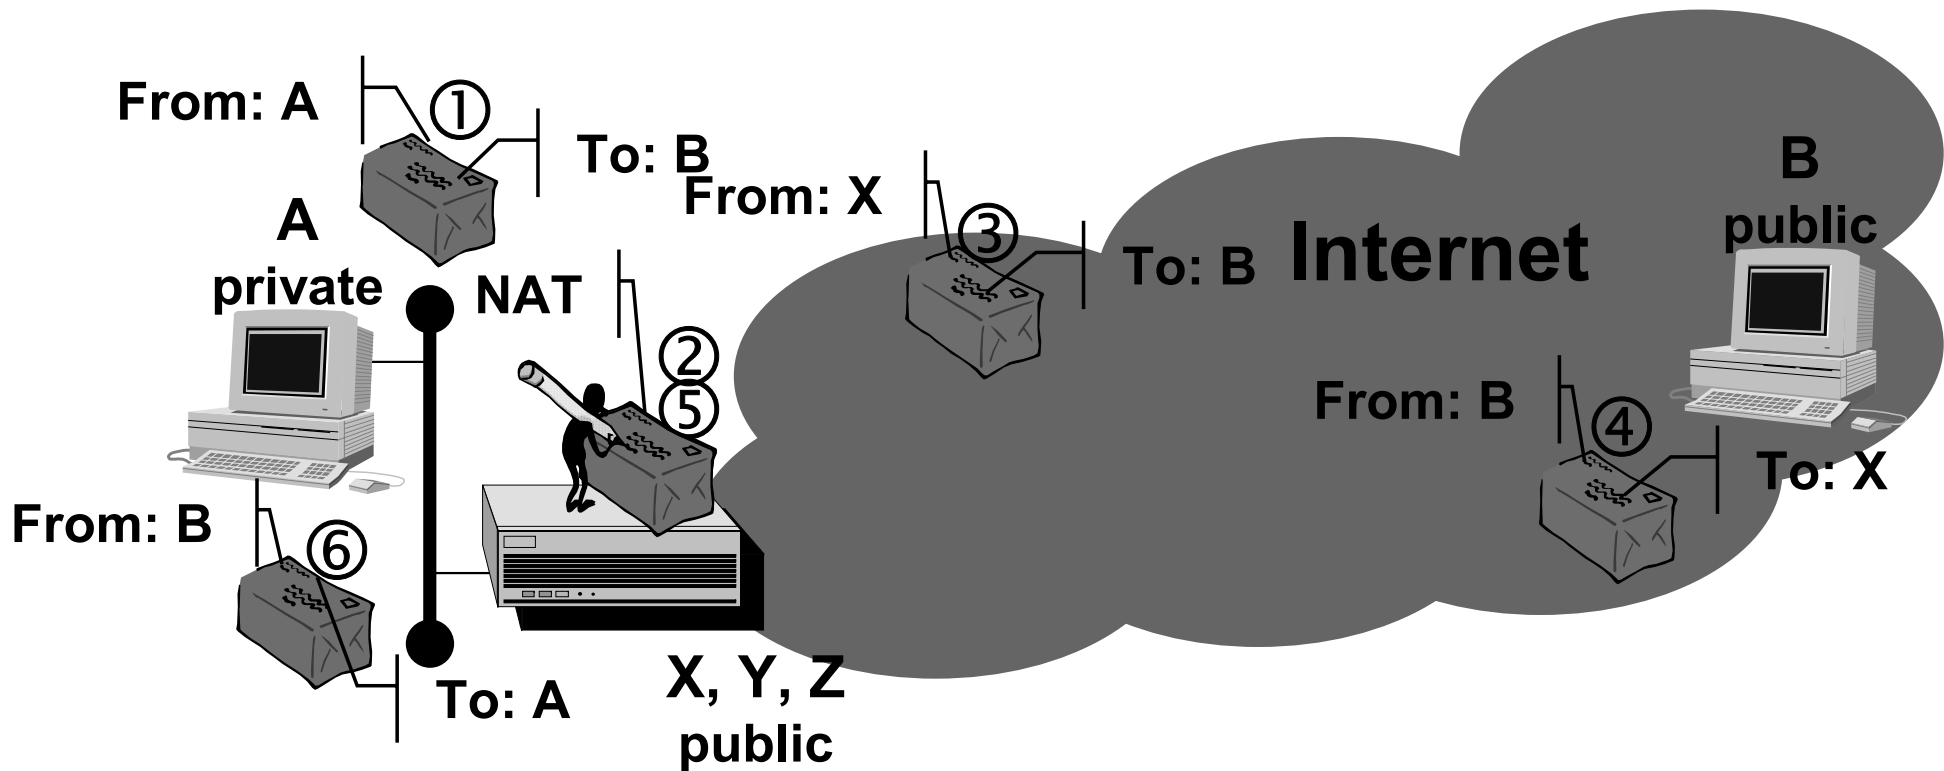 From: A
①
To: B
A
private
NAT
②
⑤
From: X
③
To: B
Internet
B
public
From: B
④
To: X
From: B
⑥
To: A
X, Y, Z
public